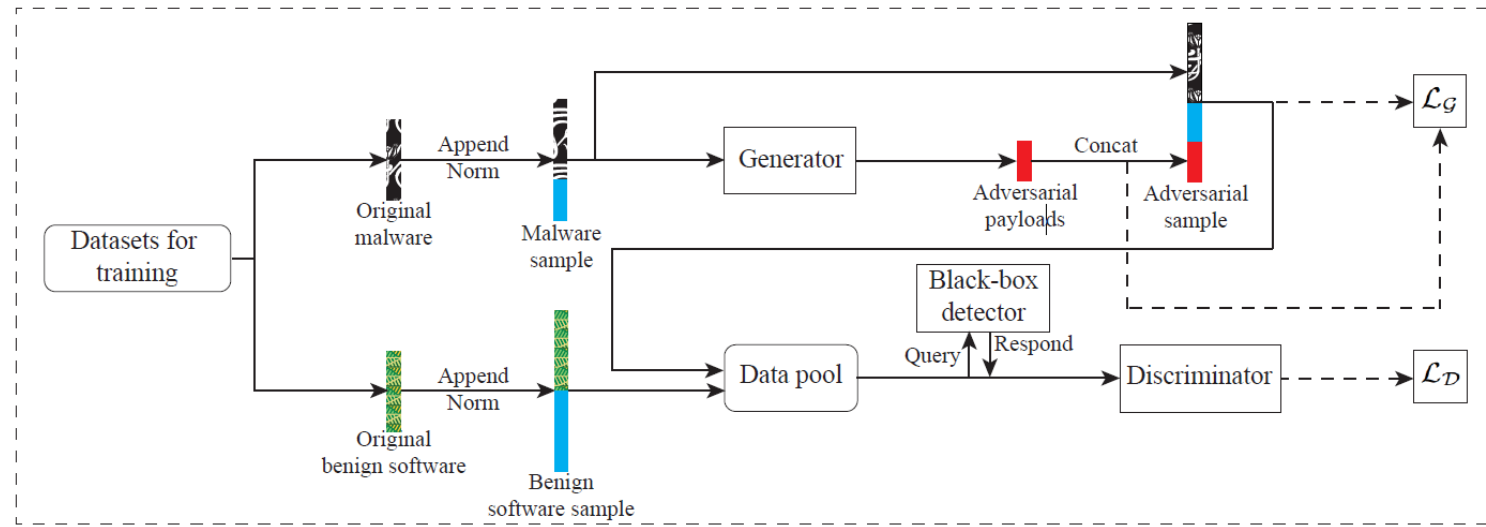 Datasets for
training
Original
malware
Append
Norm
Malware
sample
Generator
Adversarial
payloads
Concat
Adversarial
sample
ℒ𝒢
Original
benign software
Append
Norm
Benign
software sample
Data pool
Black-box
detector
Query
Respond
Discriminator
ℒ𝒟